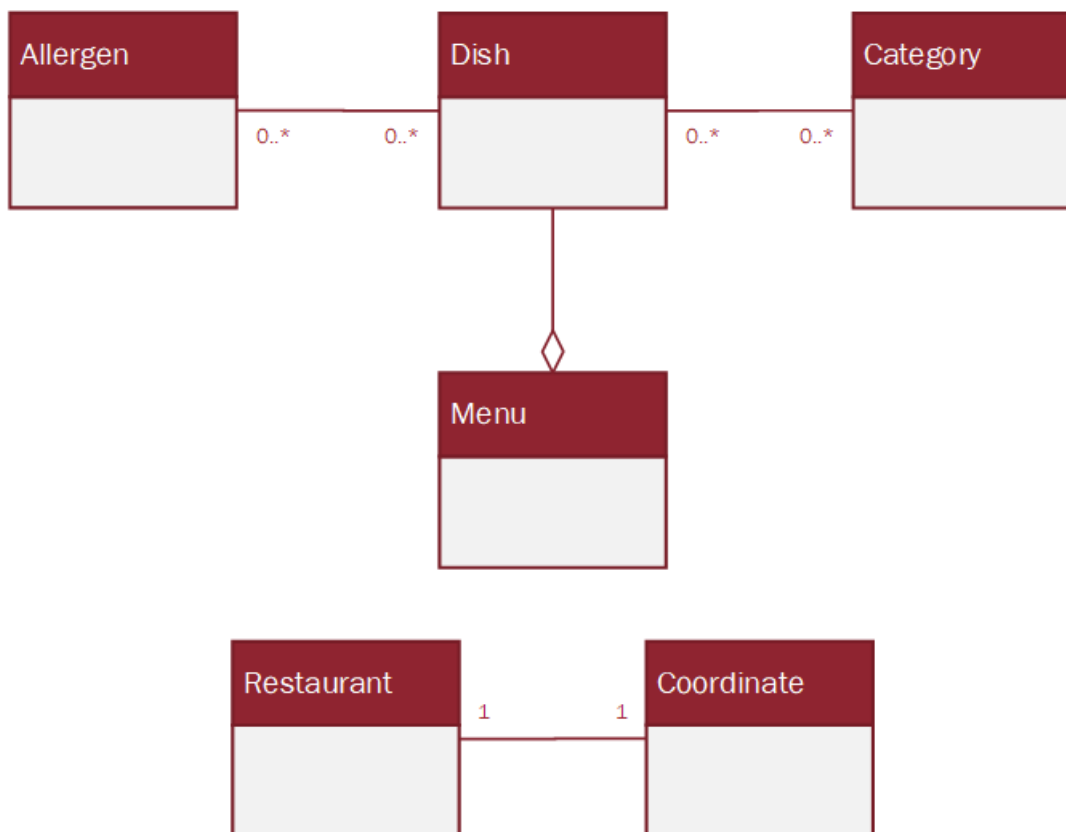 Allergen
Dish
Category
0..*
0..*
0..*
0..*
Menu
Restaurant
Coordinate
1
1